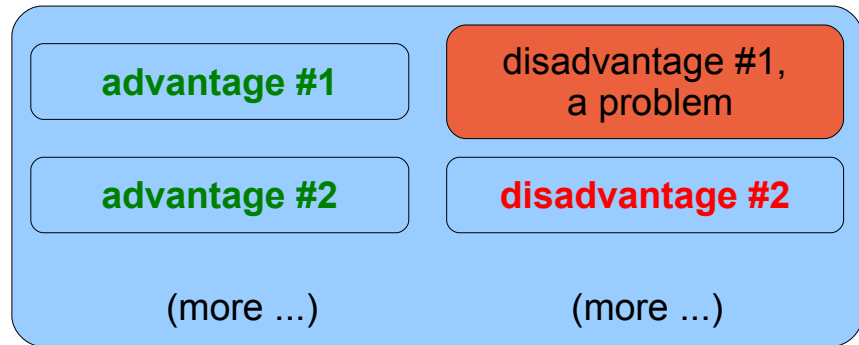 advantage #1
disadvantage #1,
a problem
advantage #2
disadvantage #2
(more ...)
(more ...)